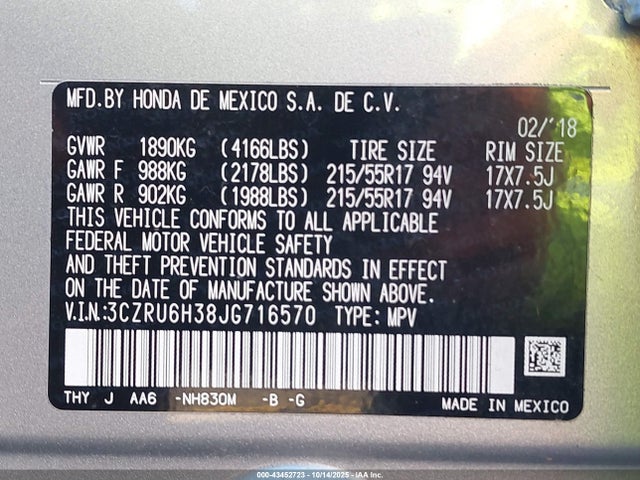 MFD.BY HONDA DE MEXICO S.A. DE C.V.
02/'18
GVWR 1890KG (4166LBS) TIRE SIZE RIM SIZE
GAWR F 988KG (2178LBS) 215/55R17 94V 17X7.5J
GAWR R 902KG (1988LBS) 215/55R17 94V 17X7.5J
THIS VEHICLE CONFORMS TO ALL APPLICABLE
FEDERAL MOTOR VEHICLE SAFETY
AND THEFT PREVENTION STANDARDS IN EFFECT
ON THE DATE OF MANUFACTURE SHOWN ABOVE.
V.I.N.:3CZRU6H38JG716570 TYPE: MPV
THY J AA6 -NH830M -B -G
MADE IN MEXICO
000-43452723 - 10/14/2025 - IAA Inc.